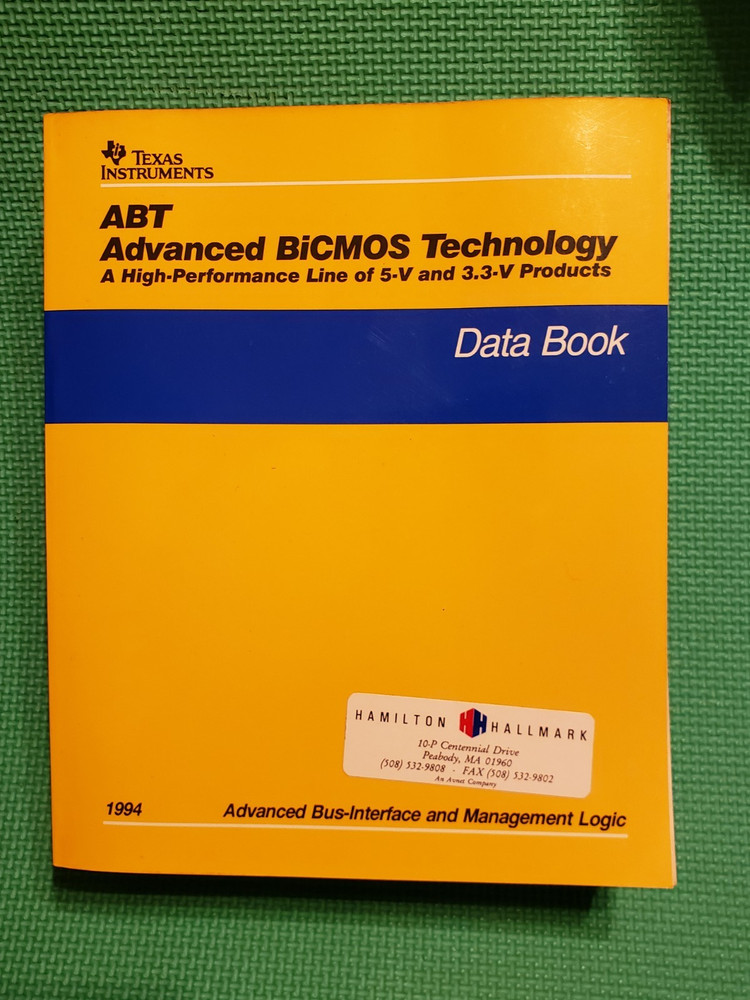 TEXAS
INSTRUMENTS
ABT
Advanced BiCMOS Technology
A High-Performance Line of 5-V and 3.3-V Products
Data Book
HAMILTON HALLMARK
10-P Centennial Drive
Peabody, MA 01960
(508) 532-9808 · FAX (508) 532-9802
An Avnet Company
1994 Advanced Bus-Interface and Management Logic